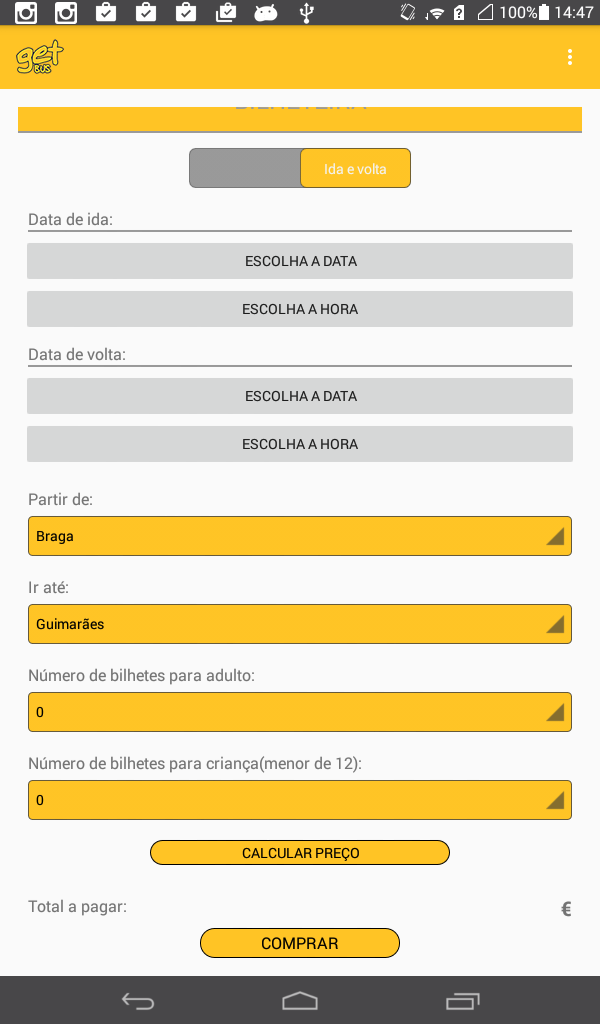 100% 14:47
get
BUS
Ida e volta
Data de ida:
ESCOLHA A DATA
ESCOLHA A HORA
Data de volta:
ESCOLHA A DATA
ESCOLHA A HORA
Partir de:
Braga
Ir até:
Guimarães
Número de bilhetes para adulto:
0
Número de bilhetes para criança(menor de 12):
0
CALCULAR PREÇO
Total a pagar: €
COMPRAR